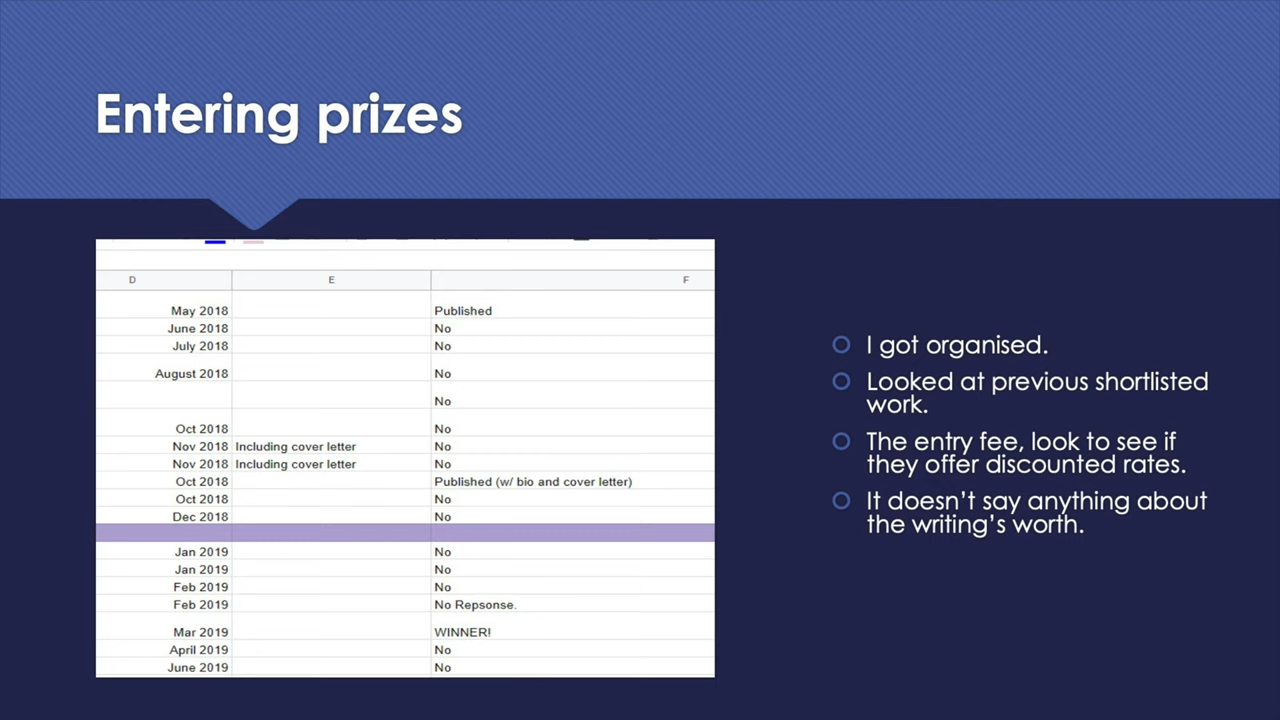 Entering prizes
D E F
May 2018 Published
June 2018 No
July 2018 No
August 2018 No
No
Oct 2018 No
Nov 2018 Including cover letter No
Nov 2018 Including cover letter No
Oct 2018 Published (w/ bio and cover letter)
Oct 2018 No
Dec 2018 No
Jan 2019 No
Jan 2019 No
Feb 2019 No
Feb 2019 No Repsonse.
Mar 2019 WINNER!
April 2019 No
June 2019 No
I got organised.
Looked at previous shortlisted
work.
The entry fee, look to see if
they offer discounted rates.
It doesn't say anything about
the writing's worth.